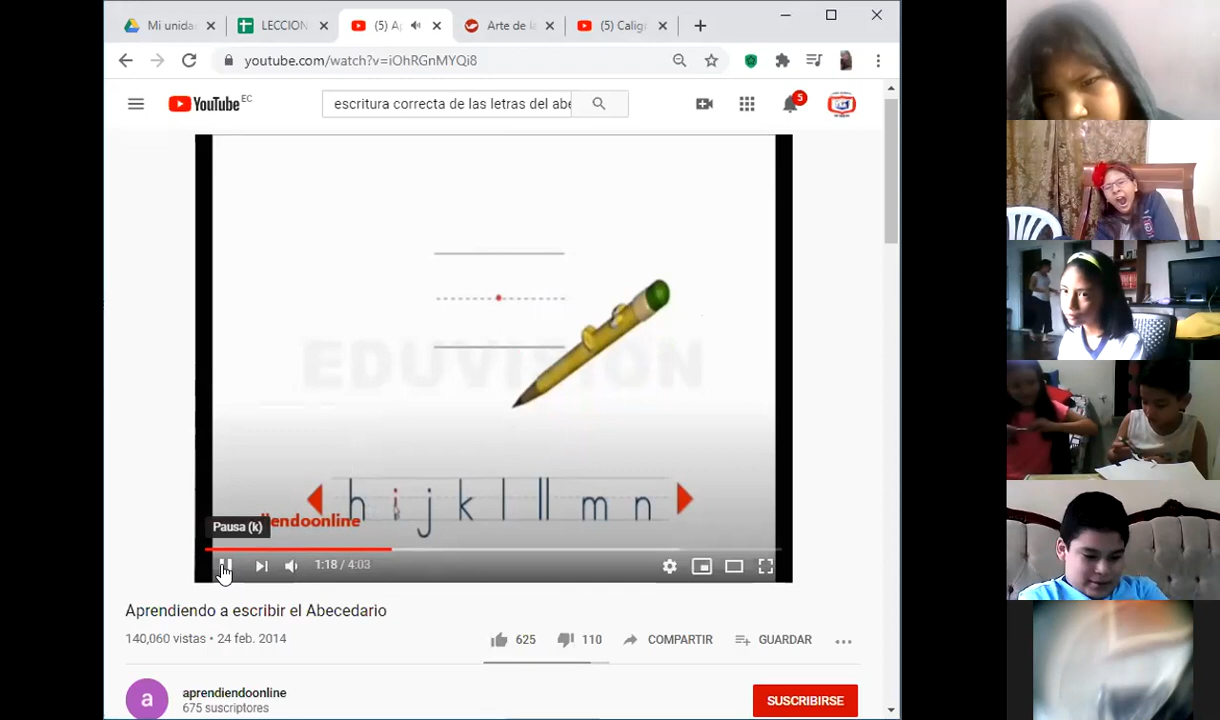 Mi unida
LECCION
(5) A
Arte de l
(5) Calig
youtube.com/watch?v=iOhRGnMYQi8
YouTube EC
escritura correcta de las letras del abe
5
EDUVISION
h i j k l ll m n
iendoonline
Pausa (k)
1:18 / 4:03
Aprendiendo a escribir el Abecedario
140,060 vistas • 24 feb. 2014
625
110
COMPARTIR
GUARDAR
a
aprendiendoonline
675 suscriptores
SUSCRIBIRSE